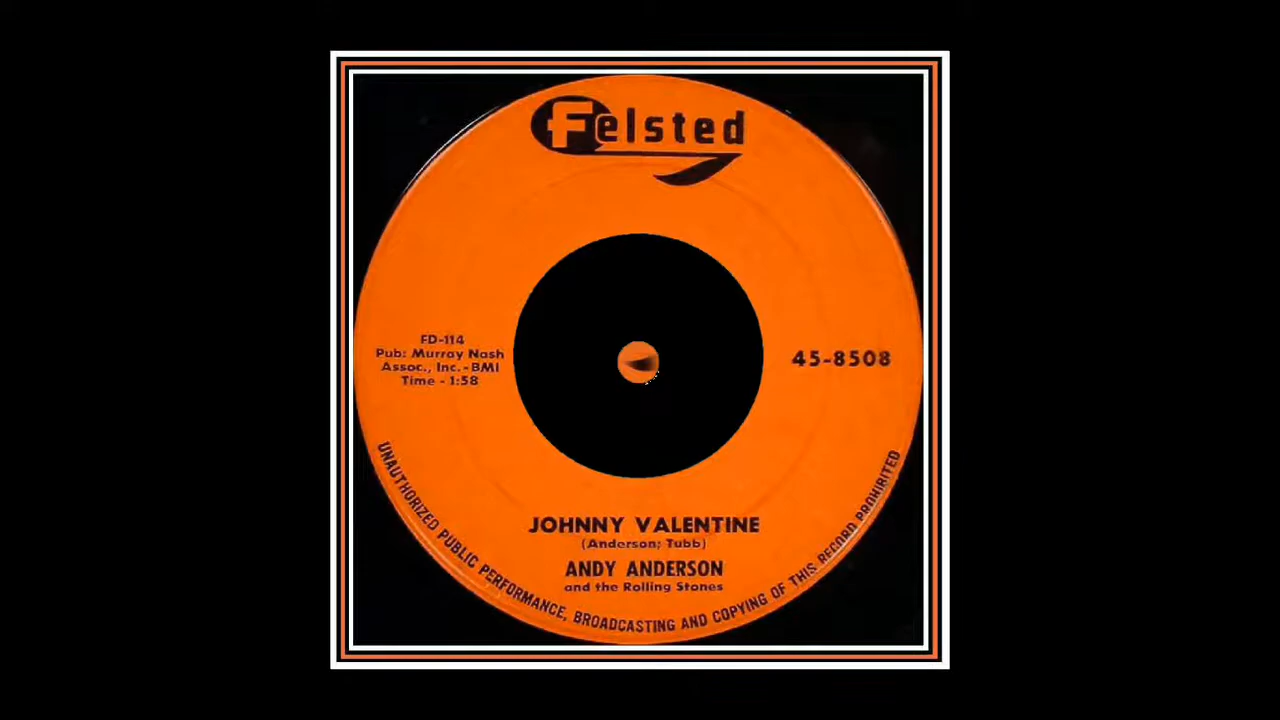 Felsted
FD-114
Pub: Murray Nash
Assoc., Inc.-BMI
Time - 1:58
45-8508
JOHNNY VALENTINE
(Anderson; Tubb)
ANDY ANDERSON
and the Rolling Stones
UNAUTHORIZED PUBLIC PERFORMANCE, BROADCASTING AND COPYING OF THIS RECORD PROHIBITED